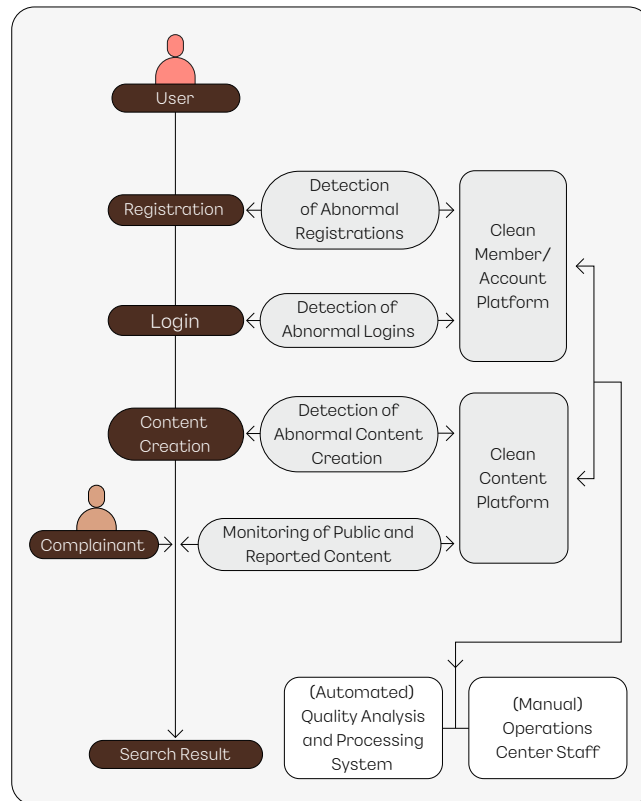 User
Registration
Detection
of Abnormal
Registrations
Clean
Member/
Account
Platform
Login
Detection of
Abnormal Logins
Content
Creation
Detection of
Abnormal Content
Creation
Clean
Content
Platform
Complainant
Monitoring of Public and
Reported Content
(Automated)
Quality Analysis
and Processing
System
(Manual)
Operations
Center Staff
Search Result